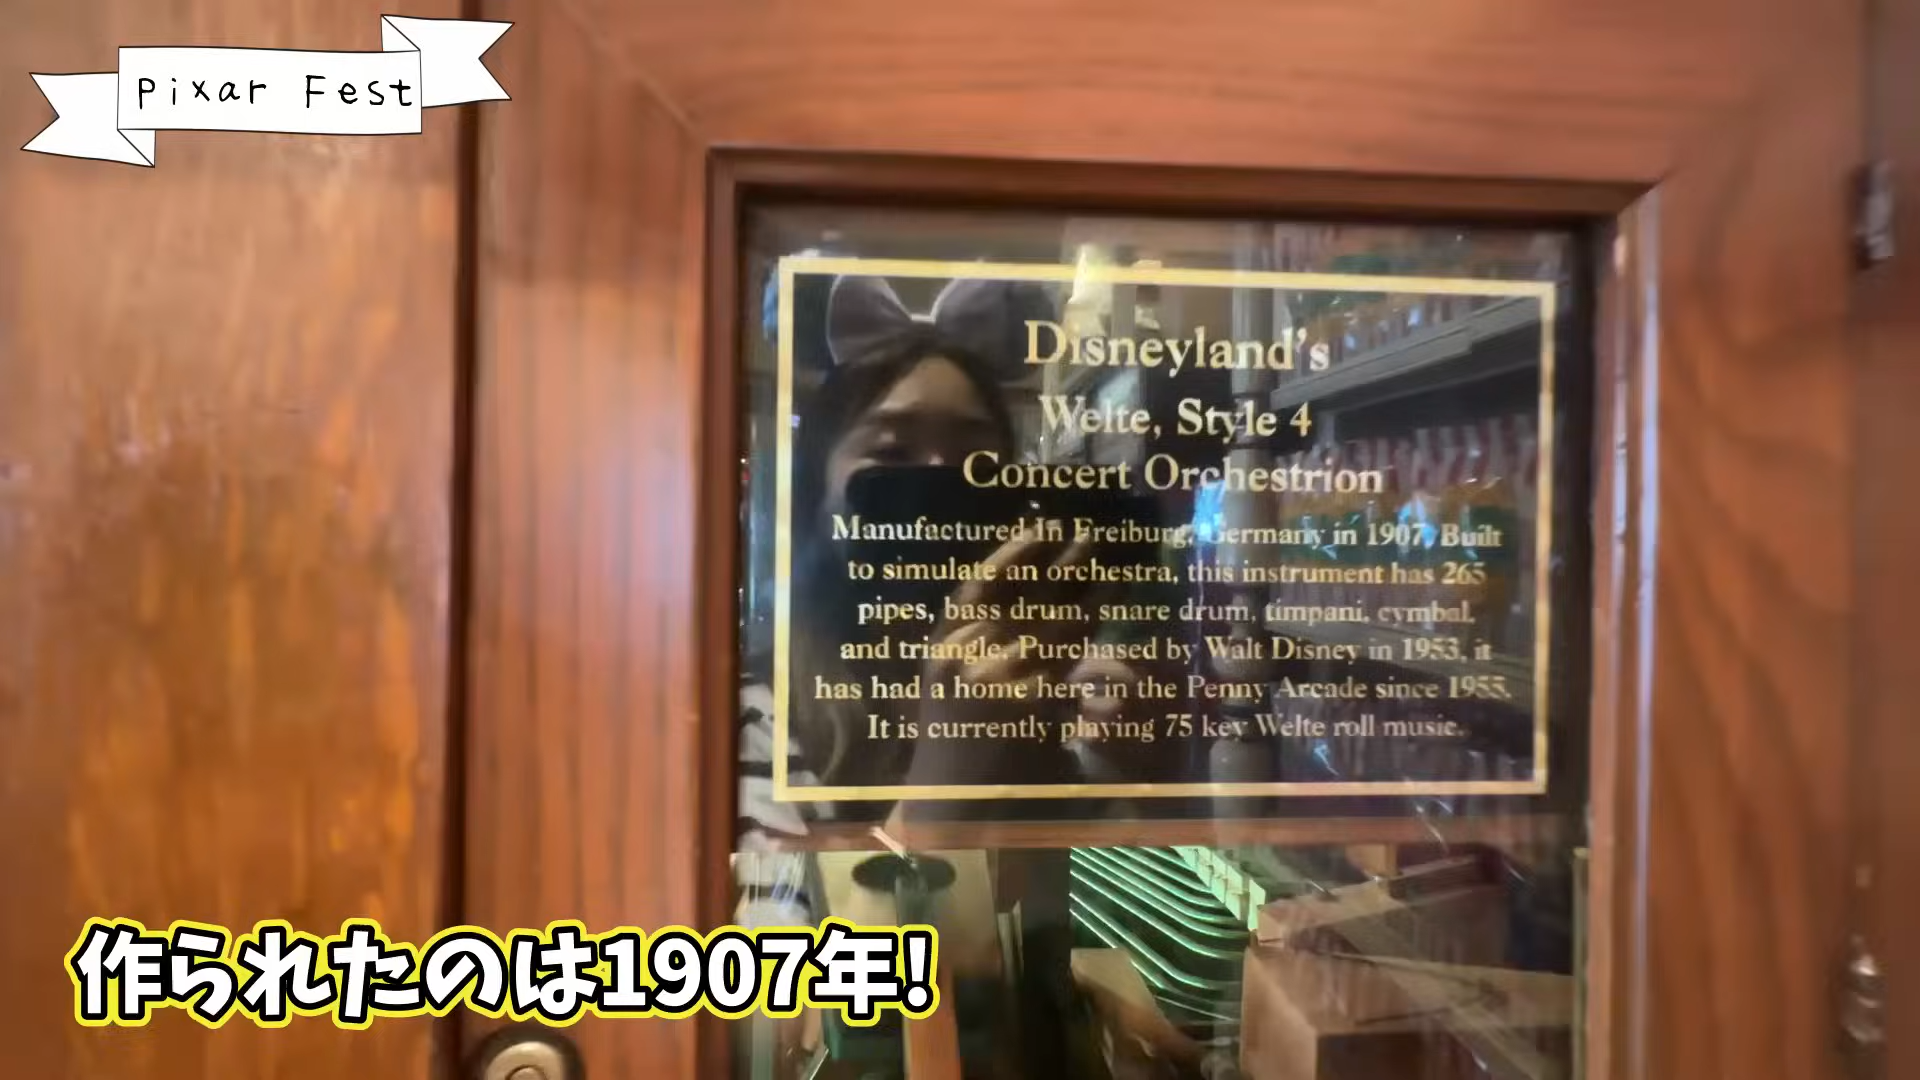 Pixar Fest
Disneyland's
Welte, Style 4
Concert Orchestrion
Manufactured In Freiburg, Germany in 1907. Built
to simulate an orchestra, this instrument has 265
pipes, bass drum, snare drum, timpani, cymbal,
and triangle. Purchased by Walt Disney in 1953, it
has had a home here in the Penny Arcade since 1955.
It is currently playing 75 key Welte roll music.
作られたのは1907年!